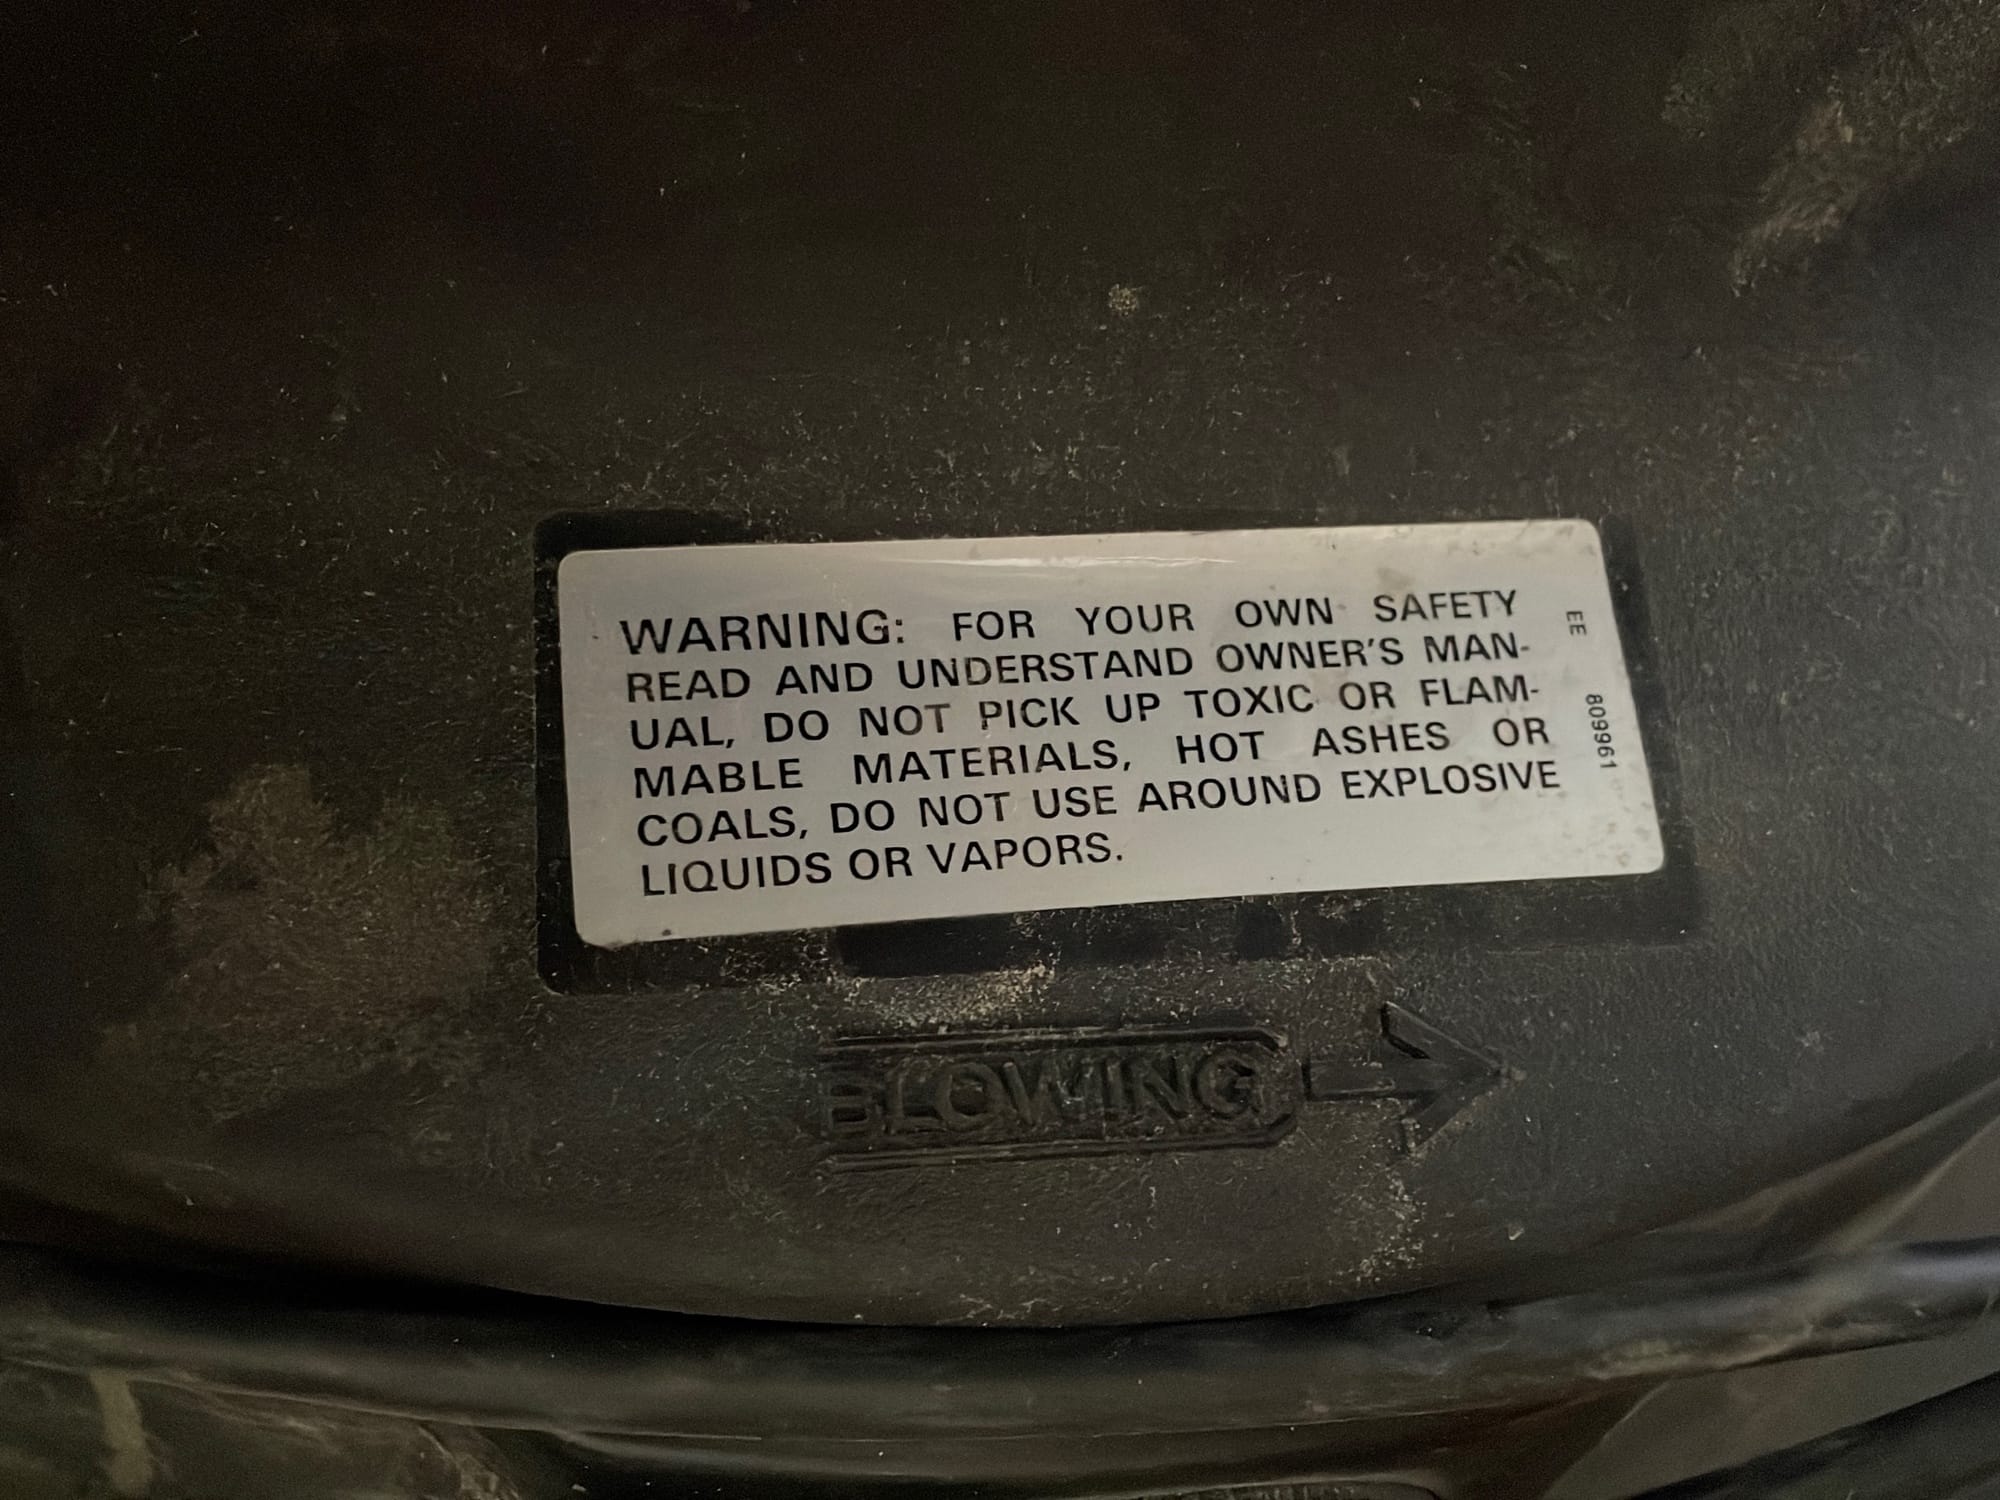 WARNING: FOR YOUR OWN SAFETY
READ AND UNDERSTAND OWNER'S MAN-
UAL, DO NOT PICK UP TOXIC OR FLAM-
MABLE MATERIALS, HOT ASHES OR
COALS, DO NOT USE AROUND EXPLOSIVE
LIQUIDS OR VAPORS.
EE 809961
BLOWING